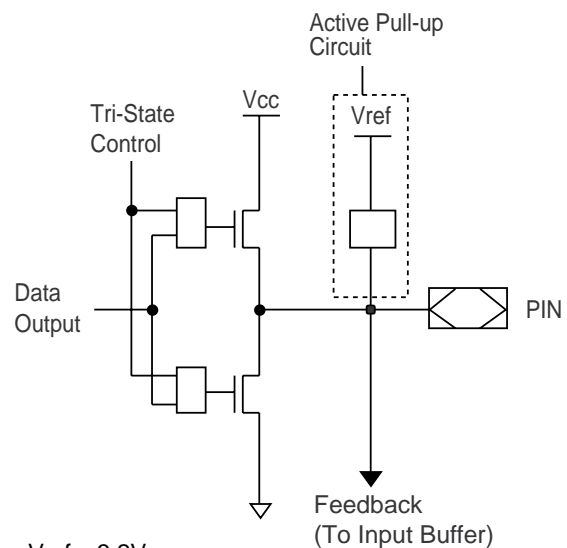 Active Pull-up
Circuit
Vcc
Vref
Tri-State
Control
Data
Output
PIN
Feedback
(To Input Buffer)